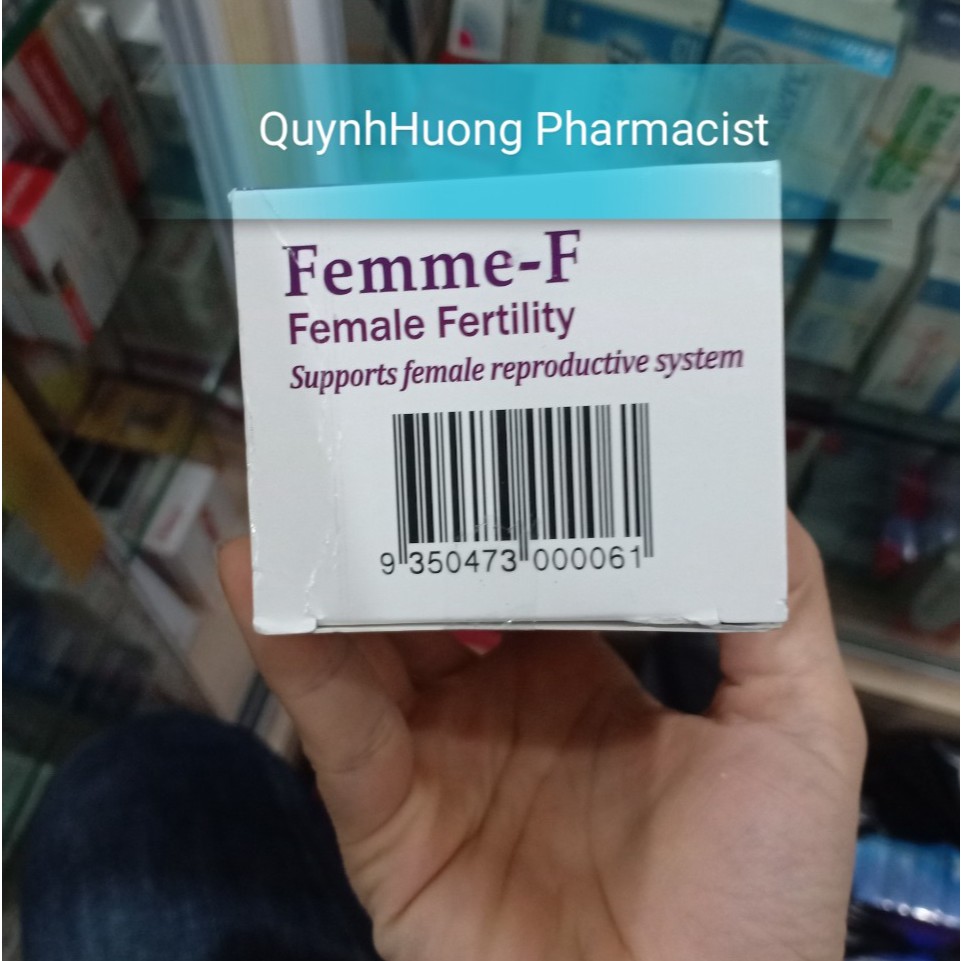 QuynhHuong Pharmacist
Femme-F
Female Fertility
Supports female reproductive system
9 350473 000061